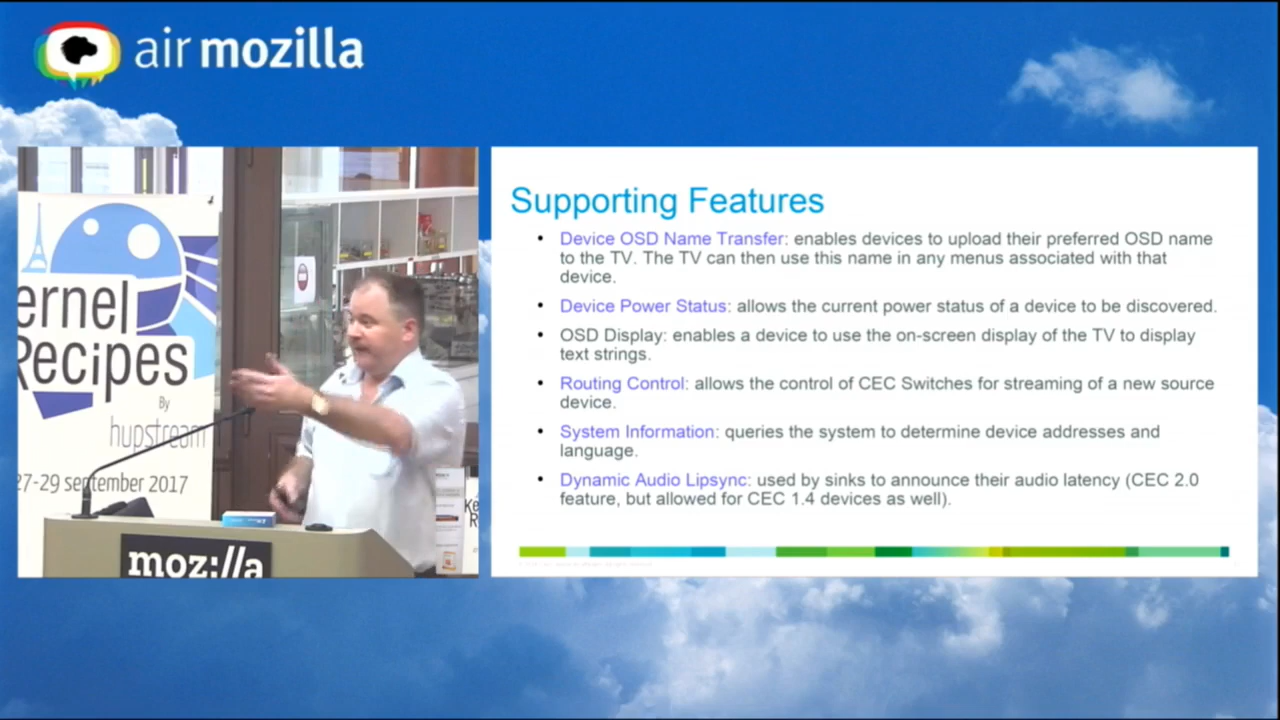 air mozilla
ernel
Recipes
By
hupstream
27-29 september 2017
moz://a
Supporting Features
• Device OSD Name Transfer: enables devices to upload their preferred OSD name
to the TV. The TV can then use this name in any menus associated with that
device.
• Device Power Status: allows the current power status of a device to be discovered.
• OSD Display: enables a device to use the on-screen display of the TV to display
text strings.
• Routing Control: allows the control of CEC Switches for streaming of a new source
device.
• System Information: queries the system to determine device addresses and
language.
• Dynamic Audio Lipsync: used by sinks to announce their audio latency (CEC 2.0
feature, but allowed for CEC 1.4 devices as well).